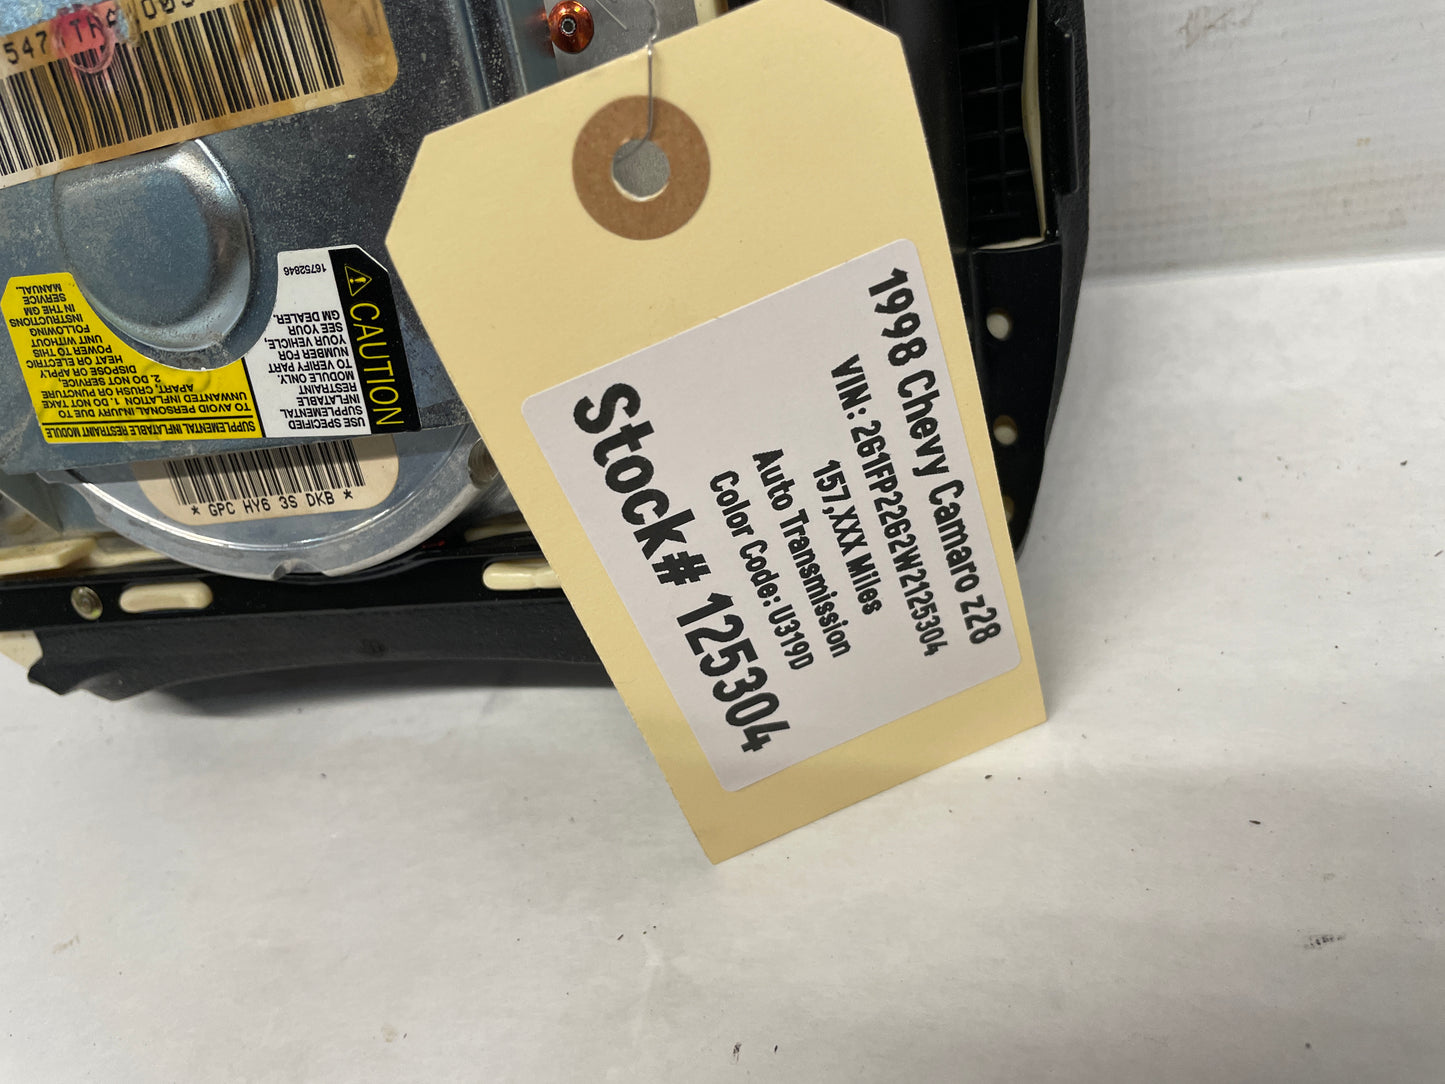 1998 Chevy Camaro z28
VIN: 2G1FP22G2W2125304
157,XXX Miles
Auto Transmission
Color Code: U319D
Stock# 125304
⚠ CAUTION
USE SPECIFIED
SUPPLEMENTAL
INFLATABLE
RESTRAINT
MODULE ONLY.
TO VERIFY PART
NUMBER FOR
YOUR VEHICLE,
SEE YOUR
GM DEALER.
16752846
SUPPLEMENTAL INFLATABLE RESTRAINT MODULE
TO AVOID PERSONAL INJURY DUE TO
UNWANTED INFLATION 1. DO NOT TAKE
APART, CRUSH OR PUNCTURE
2. DO NOT SERVICE,
DISPOSE OR APPLY
HEAT OR ELECTRIC
POWER TO THIS
UNIT WITHOUT
FOLLOWING
INSTRUCTIONS
IN THE GM
SERVICE
MANUAL.
* GPC HY6 3S DKB *